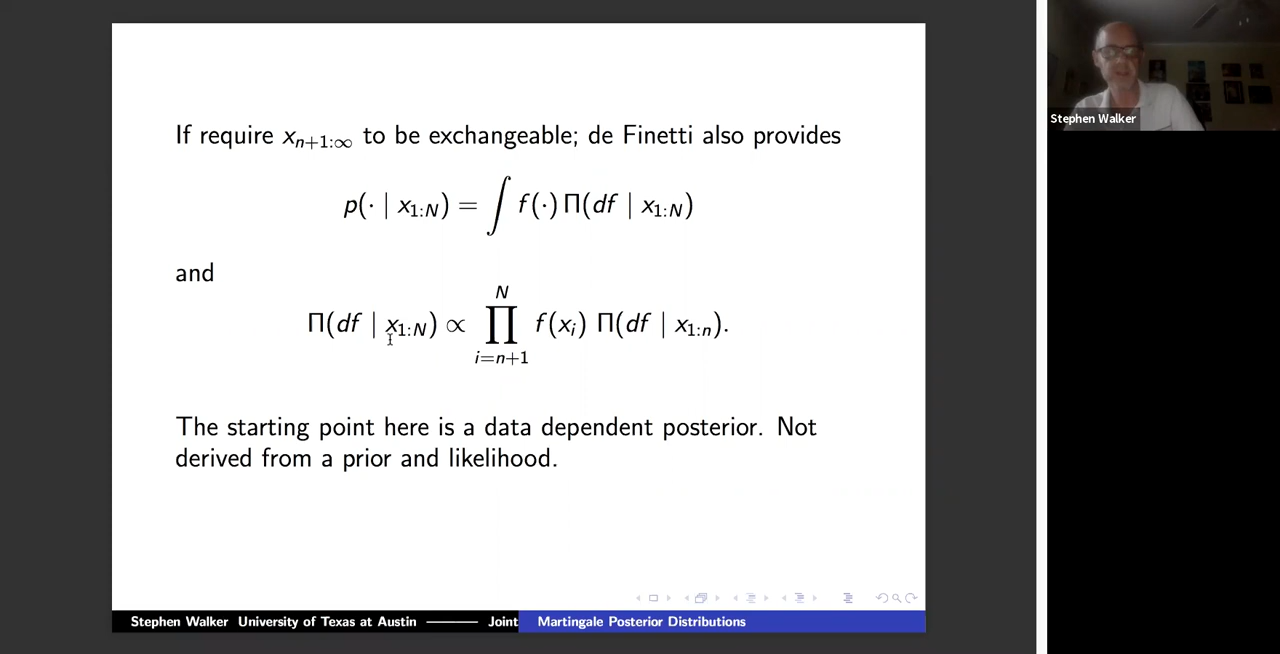 If require x_{n+1:∞} to be exchangeable; de Finetti also provides
p(· | x_{1:N}) = ∫ f(·) Π(df | x_{1:N})
and
Π(df | x_{1:N}) ∝ ∏_{i=n+1}^{N} f(x_i) Π(df | x_{1:n}).
The starting point here is a data dependent posterior. Not
derived from a prior and likelihood.
Stephen Walker University of Texas at Austin ——— Joint Martingale Posterior Distributions
Stephen Walker